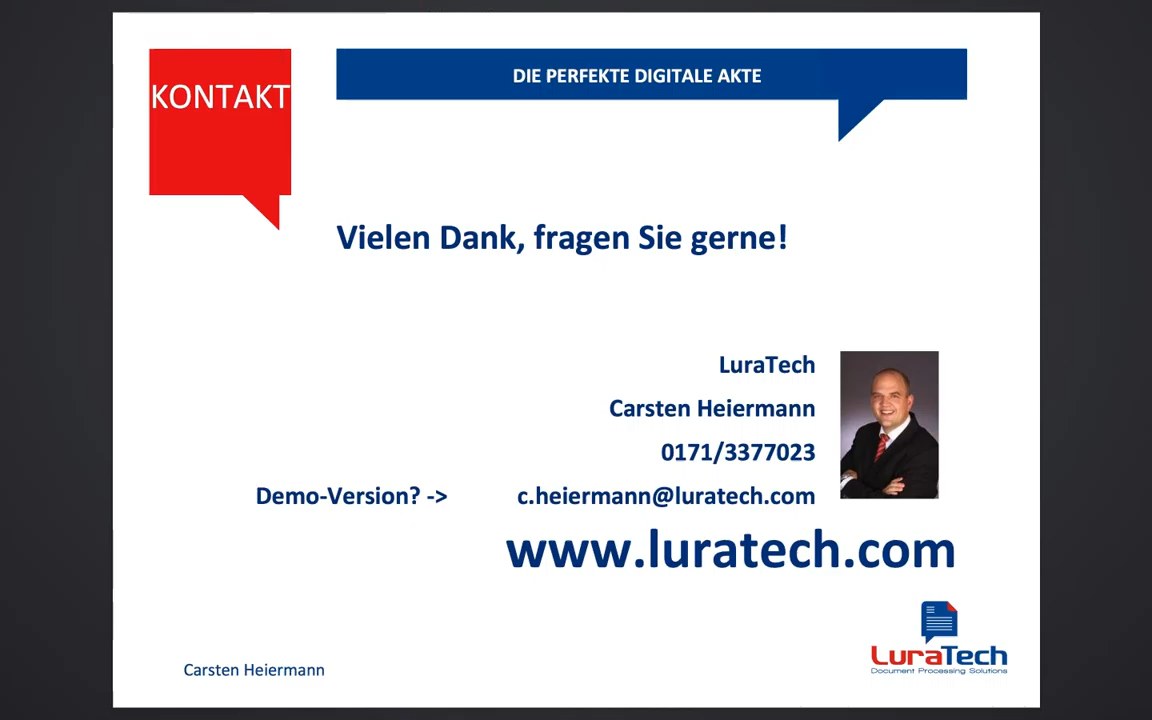 KONTAKT
DIE PERFEKTE DIGITALE AKTE
Vielen Dank, fragen Sie gerne!
LuraTech
Carsten Heiermann
0171/3377023
Demo-Version? -> c.heiermann@luratech.com
www.luratech.com
Carsten Heiermann
LuraTech
Document Processing Solutions